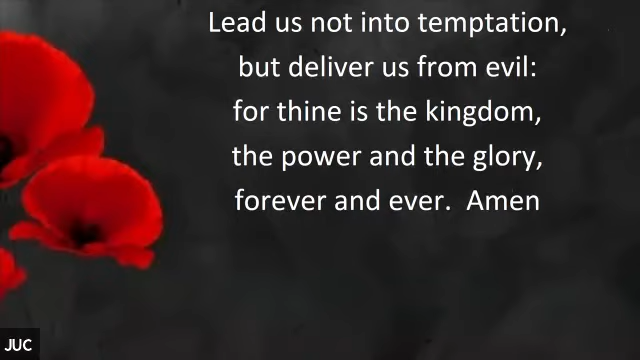 Lead us not into temptation,
but deliver us from evil:
for thine is the kingdom,
the power and the glory,
forever and ever.  Amen
JUC